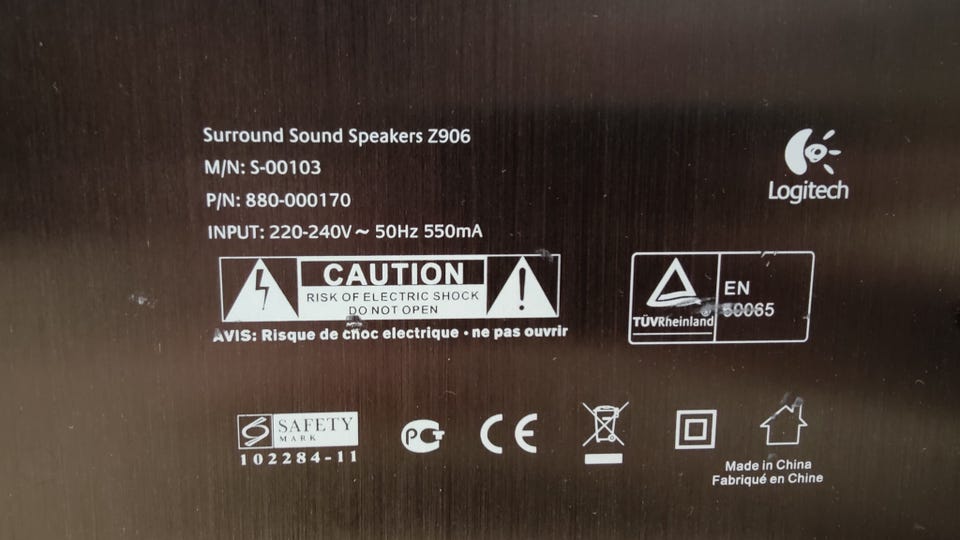 Surround Sound Speakers Z906
M/N: S-00103
P/N: 880-000170
INPUT: 220-240V~ 50Hz 550mA
Logitech
CAUTION
RISK OF ELECTRIC SHOCK
DO NOT OPEN
AVIS: Risque de choc electrique · ne pas ouvrir
TÜVRheinland
EN
60065
SAFETY
MARK
102284-11
PCT
CE
Made in China
Fabriqué en Chine